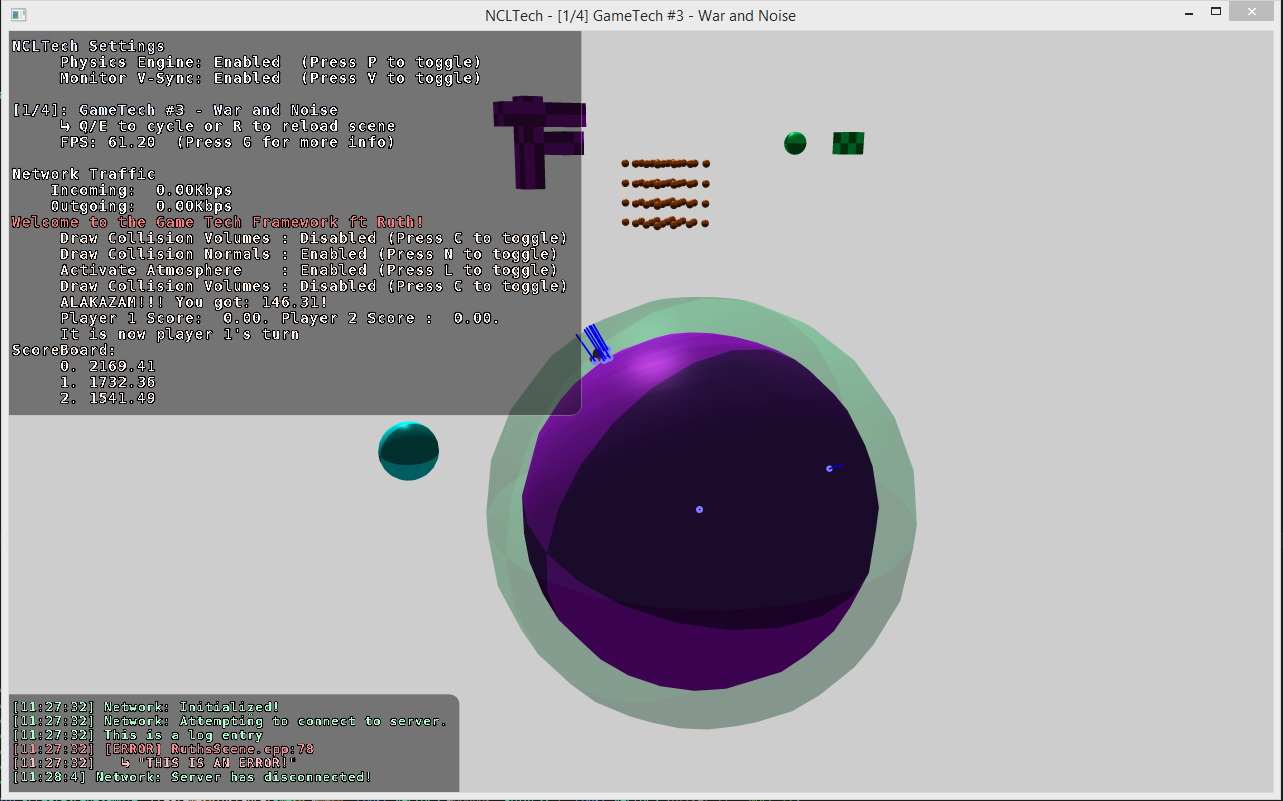 NCLTech - [1/4] GameTech #3 - War and Noise
NCLTech Settings
Physics Engine: Enabled (Press P to toggle)
Monitor V-Sync: Enabled (Press V to toggle)
[1/4]: GameTech #3 - War and Noise
↳ Q/E to cycle or R to reload scene
FPS: 61.20 (Press G for more info)
Network Traffic
Incoming: 0.00Kbps
Outgoing: 0.00Kbps
Welcome to the Game Tech Framework ft Ruth!
Draw Collision Volumes : Disabled (Press C to toggle)
Draw Collision Normals : Enabled (Press N to toggle)
Activate Atmosphere : Enabled (Press L to toggle)
Draw Collision Volumes : Disabled (Press C to toggle)
ALAKAZAM!!! You got: 146.31!
Player 1 Score: 0.00. Player 2 Score : 0.00.
It is now player 1's turn
ScoreBoard:
0. 2169.41
1. 1732.36
2. 1541.49
[11:27:32] Network: Initialized!
[11:27:32] Network: Attempting to connect to server.
[11:27:32] This is a log entry
[11:27:32] [ERROR] RuthsScene.cpp:78
[11:27:32] ↳ "THIS IS AN ERROR!"
[11:28:4] Network: Server has disconnected!